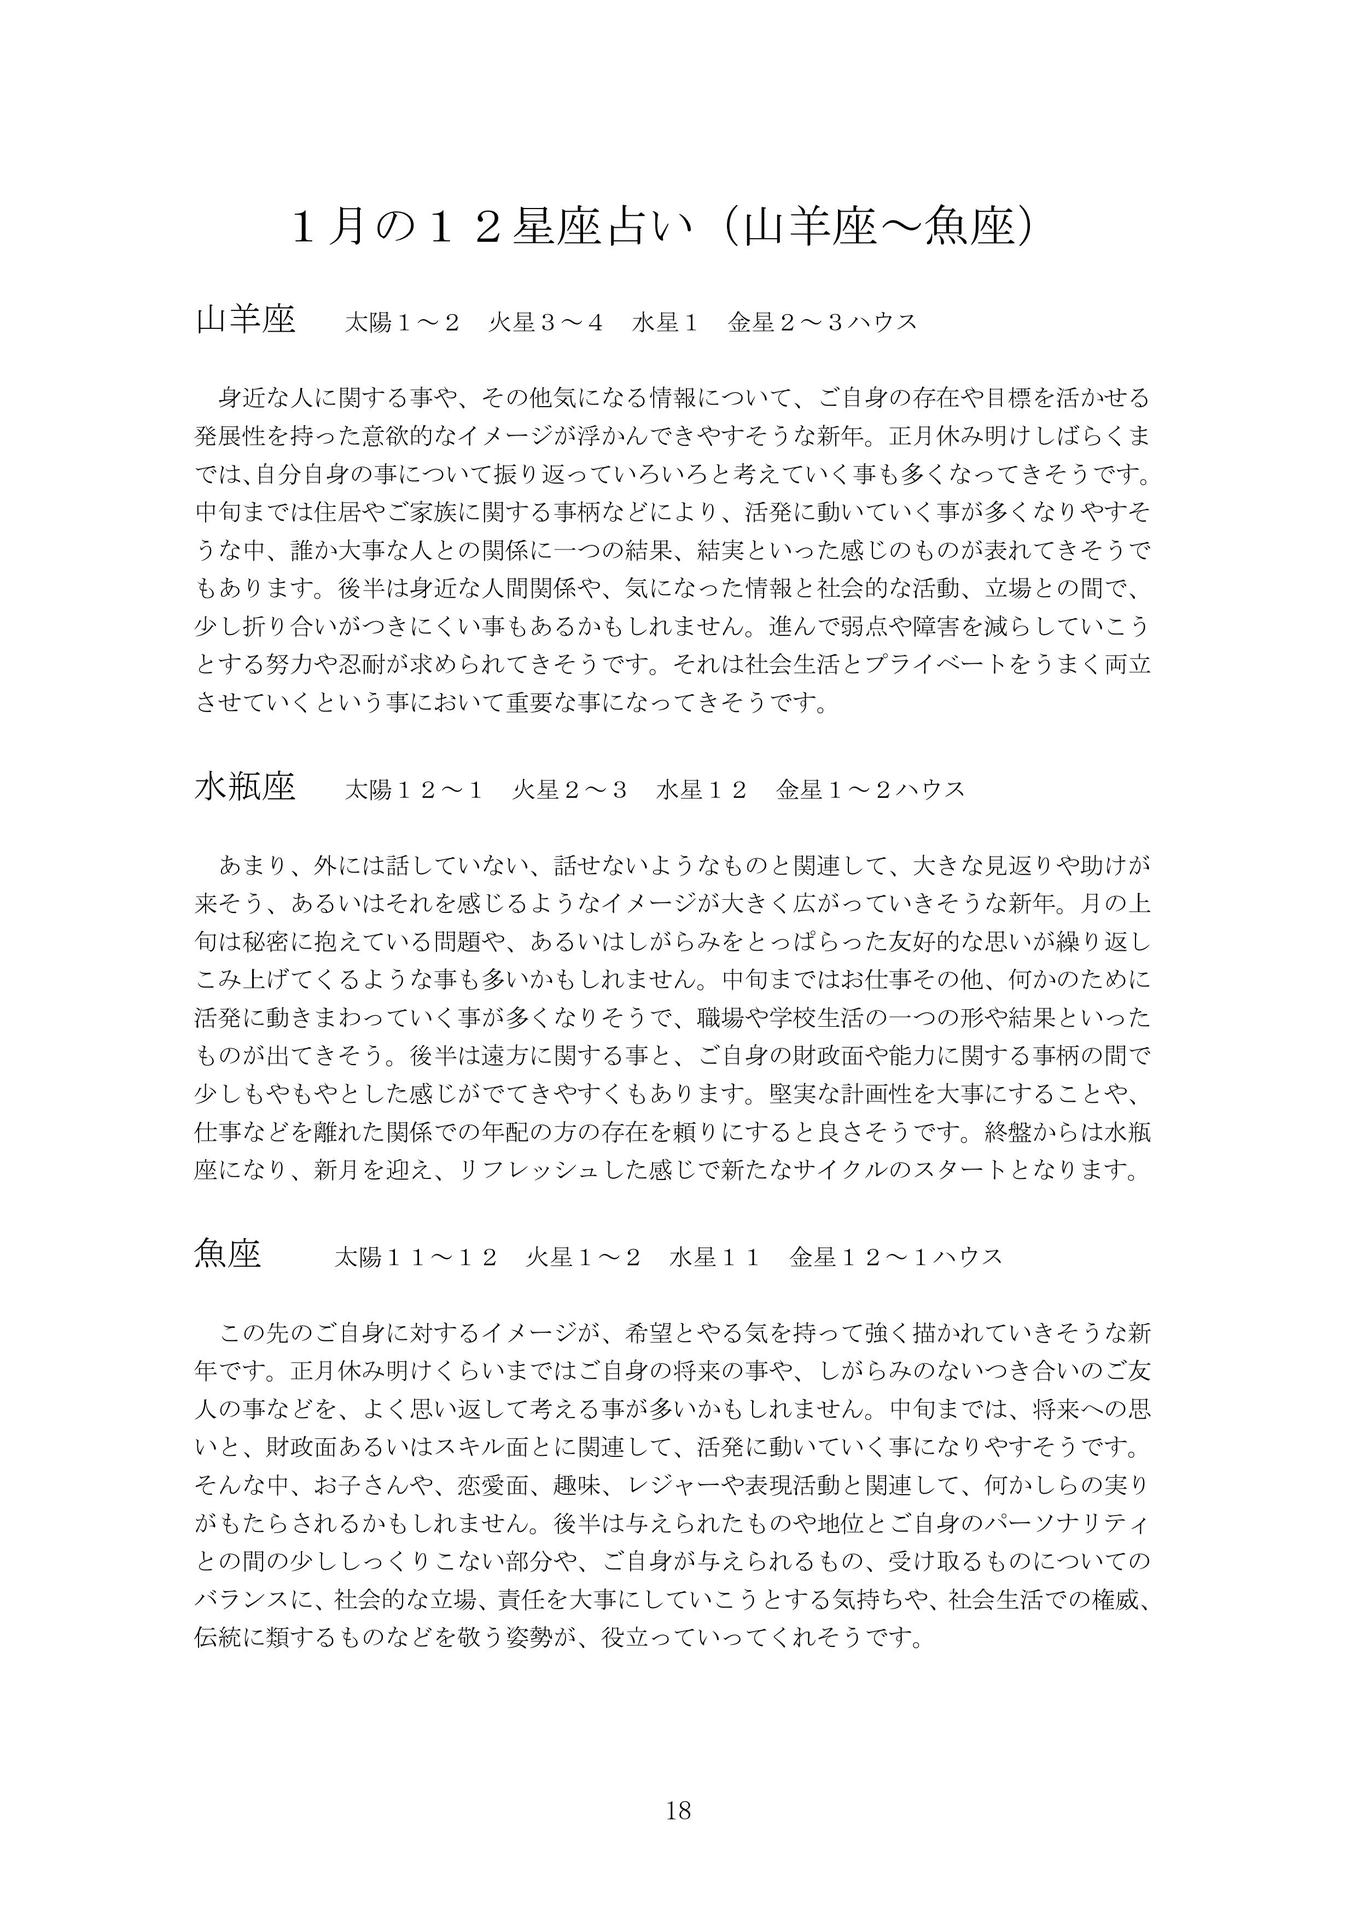 １月の１２星座占い（山羊座～魚座）
山羊座　太陽１～２　火星３～４　水星１　金星２～３ハウス
　身近な人に関する事や、その他気になる情報について、ご自身の存在や目標を活かせる
発展性を持った意欲的なイメージが浮かんできやすそうな新年。正月休み明けしばらくま
では、自分自身の事について振り返っていろいろと考えていく事も多くなってきそうです。
中旬までは住居やご家族に関する事柄などにより、活発に動いていく事が多くなりやすそ
うな中、誰か大事な人との関係に一つの結果、結実といった感じのものが表れてきそうで
もあります。後半は身近な人間関係や、気になった情報と社会的な活動、立場との間で、
少し折り合いがつきにくい事もあるかもしれません。進んで弱点や障害を減らしていこう
とする努力や忍耐が求められてきそうです。それは社会生活とプライベートをうまく両立
させていくという事において重要な事になってきそうです。
水瓶座　太陽１２～１　火星２～３　水星１２　金星１～２ハウス
　あまり、外には話していない、話せないようなものと関連して、大きな見返りや助けが
来そう、あるいはそれを感じるようなイメージが大きく広がっていきそうな新年。月の上
旬は秘密に抱えている問題や、あるいはしがらみをとっぱらった友好的な思いが繰り返し
こみ上げてくるような事も多いかもしれません。中旬まではお仕事その他、何かのために
活発に動きまわっていく事が多くなりそうで、職場や学校生活の一つの形や結果といった
ものが出てきそう。後半は遠方に関する事と、ご自身の財政面や能力に関する事柄の間で
少しもやもやとした感じがでてきやすくもあります。堅実な計画性を大事にすることや、
仕事などを離れた関係での年配の方の存在を頼りにすると良さそうです。終盤からは水瓶
座になり、新月を迎え、リフレッシュした感じで新たなサイクルのスタートとなります。
魚座　太陽１１～１２　火星１～２　水星１１　金星１２～１ハウス
　この先のご自身に対するイメージが、希望とやる気を持って強く描かれていきそうな新
年です。正月休み明けくらいまではご自身の将来の事や、しがらみのないつき合いのご友
人の事などを、よく思い返して考える事が多いかもしれません。中旬までは、将来への思
いと、財政面あるいはスキル面とに関連して、活発に動いていく事になりやすそうです。
そんな中、お子さんや、恋愛面、趣味、レジャーや表現活動と関連して、何かしらの実り
がもたらされるかもしれません。後半は与えられたものや地位とご自身のパーソナリティ
との間の少ししっくりこない部分や、ご自身が与えられるもの、受け取るものについての
バランスに、社会的な立場、責任を大事にしていこうとする気持ちや、社会生活での権威、
伝統に類するものなどを敬う姿勢が、役立っていってくれそうです。
18